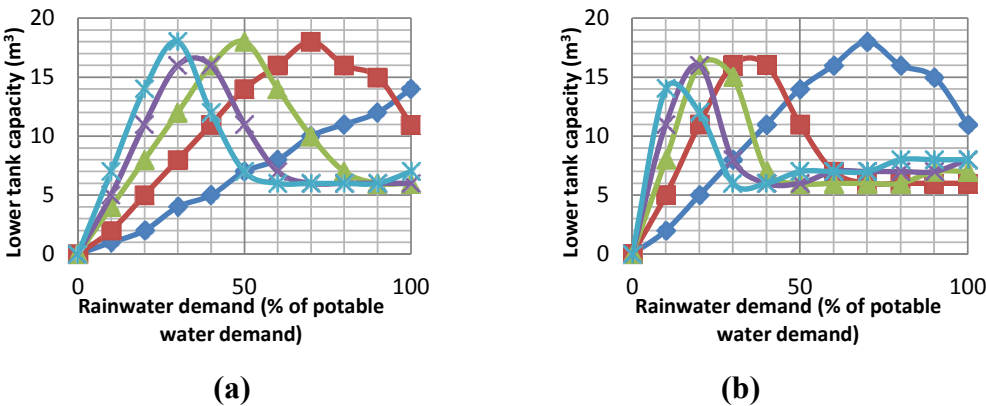 Lower tank capacity (m³)
20
15
10
5
0
0 50 100
Rainwater demand (% of potable
water demand)
(a)
Lower tank capacity (m³)
20
15
10
5
0
0 50 100
Rainwater demand (% of potable
water demand)
(b)